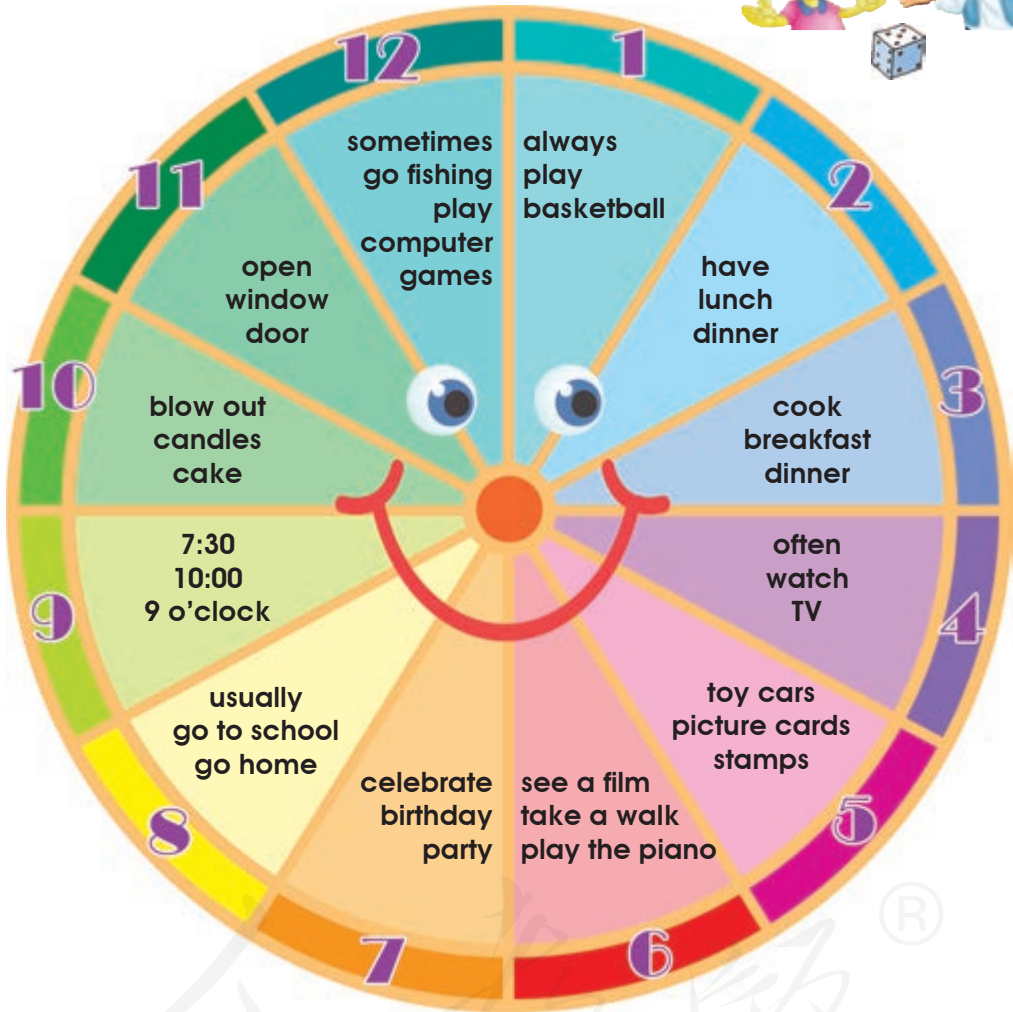 12
sometimes
go fishing
play
computer
games
1
always
play
basketball
2
have
lunch
dinner
3
cook
breakfast
dinner
4
often
watch
TV
5
toy cars
picture cards
stamps
6
see a film
take a walk
play the piano
7
celebrate
birthday
party
8
usually
go to school
go home
9
7:30
10:00
9 o'clock
10
blow out
candles
cake
11
open
window
door
®